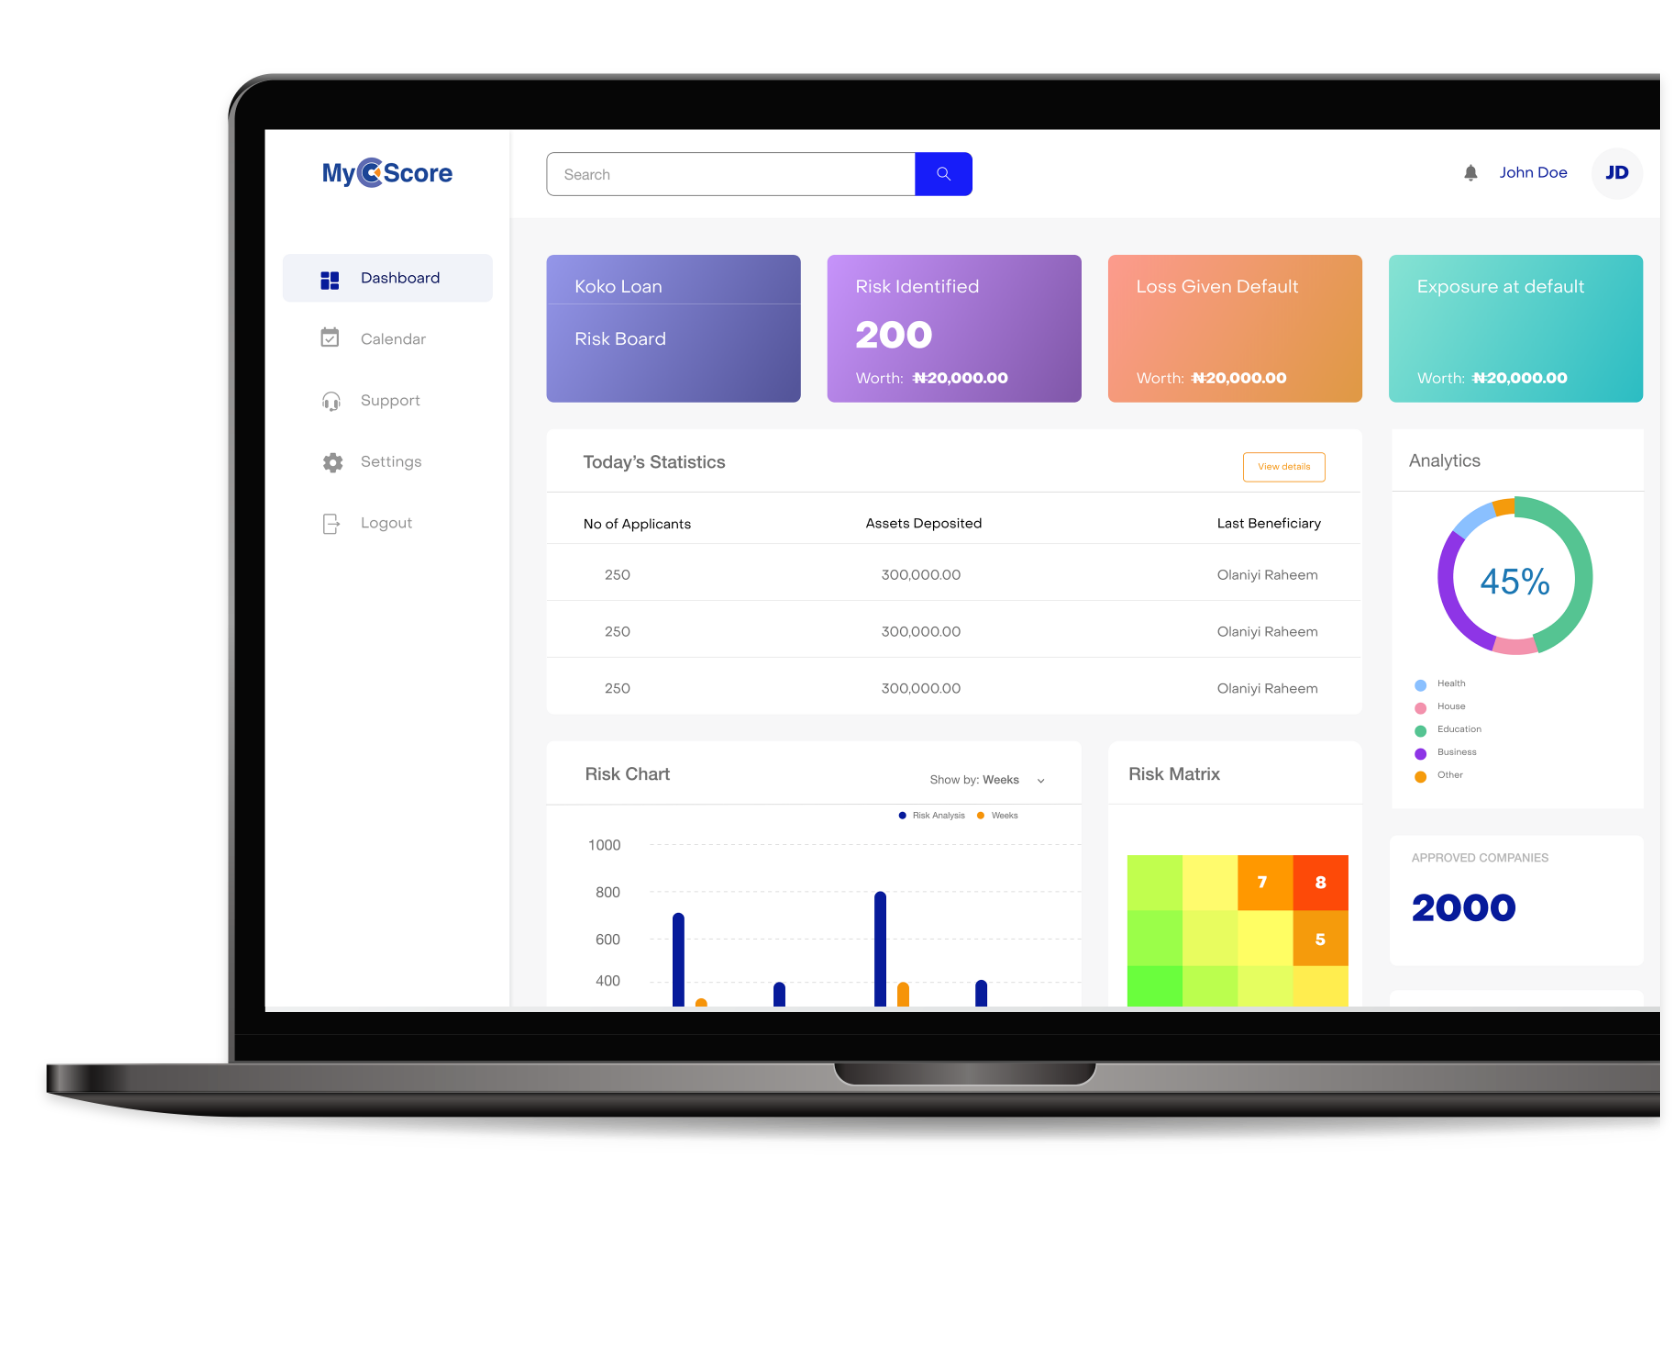 MyCScore
Search
John Doe
JD
Dashboard
Calendar
Support
Settings
Logout
Koko Loan
Risk Board
Risk Identified
200
Worth: ₦20,000.00
Loss Given Default
Worth: ₦20,000.00
Exposure at default
Worth: ₦20,000.00
Today’s Statistics
View details
No of Applicants Assets Deposited Last Beneficiary
250 300,000.00 Olaniyi Raheem
250 300,000.00 Olaniyi Raheem
250 300,000.00 Olaniyi Raheem
Analytics
45%
Health
House
Education
Business
Other
Risk Chart
Show by: Weeks
Risk Analysis Weeks
1000
800
600
400
Risk Matrix
7 8
5
APPROVED COMPANIES
2000